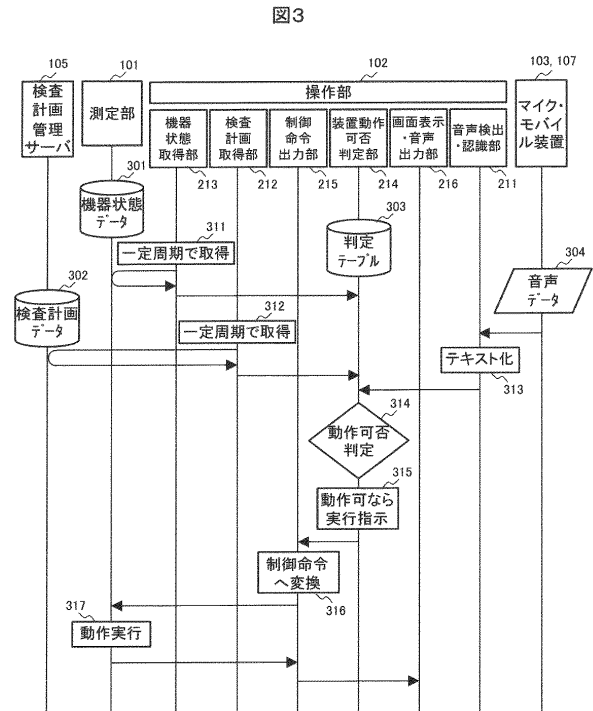 図3
105
検査
計画
管理
サーバ
101
測定部
102
操作部
機器
状態
取得部
213
検査
計画
取得部
212
制御
命令
出力部
215
装置動作
可否
判定部
214
画面表示
・音声
出力部
216
音声検出
・認識部
211
103, 107
マイク・
モバイ
ル装置
301
機器状態
データ
311
一定周期で取得
303
判定
テーブル
304
音声
データ
302
検査計画
データ
312
一定周期で取得
テキスト化
313
314
動作可否
判定
315
動作可なら
実行指示
制御命令
へ変換
316
317
動作実行